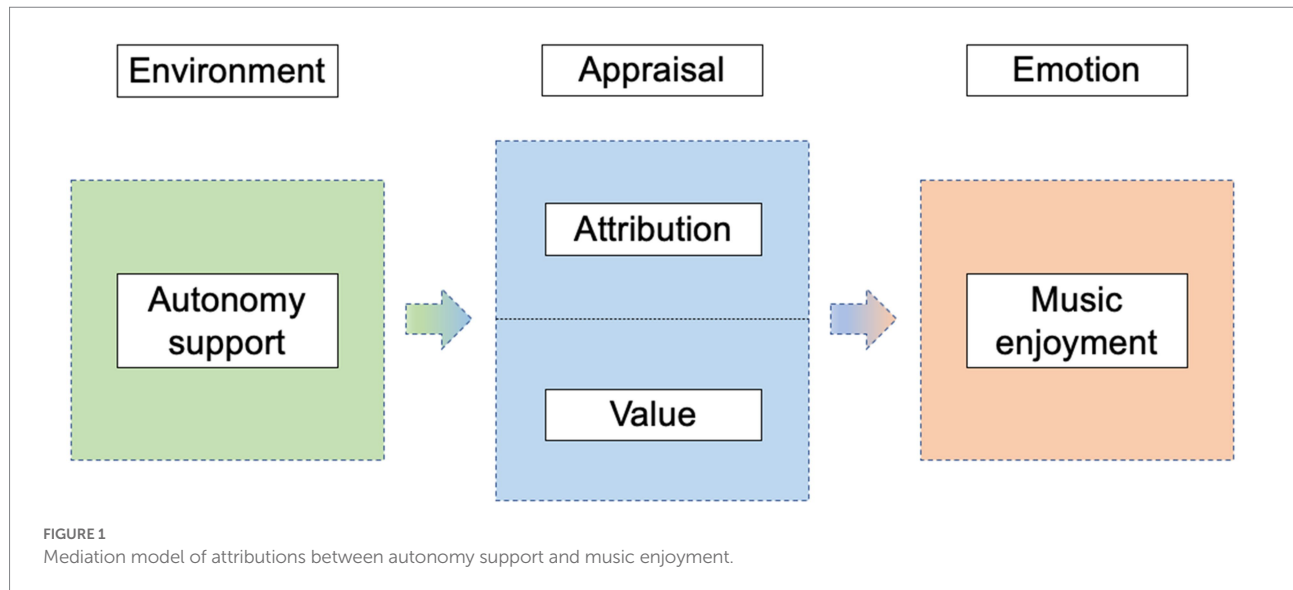 Environment
Appraisal
Emotion
Autonomy
support
Attribution
Value
Music
enjoyment
FIGURE 1
Mediation model of attributions between autonomy support and music enjoyment.